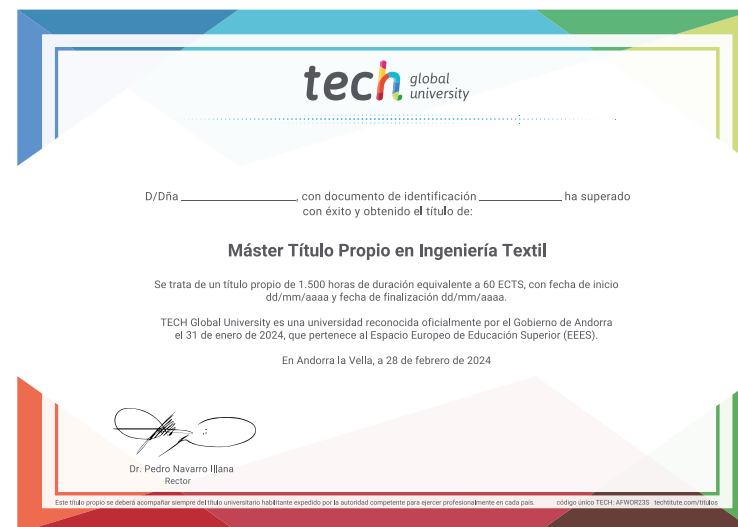 tech global
university
D/Dña ______________, con documento de identificación ______________ ha superado
con éxito y obtenido el título de:
Máster Título Propio en Ingeniería Textil
Se trata de un título propio de 1.500 horas de duración equivalente a 60 ECTS, con fecha de inicio
dd/mm/aaaa y fecha de finalización dd/mm/aaaa.
TECH Global University es una universidad reconocida oficialmente por el Gobierno de Andorra
el 31 de enero de 2024, que pertenece al Espacio Europeo de Educación Superior (EEES).
En Andorra la Vella, a 28 de febrero de 2024
Dr. Pedro Navarro Illana
Rector
Este título propio se deberá acompañar siempre del título universitario habilitante expedido por la autoridad competente para ejercer profesionalmente en cada país. código único TECH: AFWOR23S techtitute.com/titulos